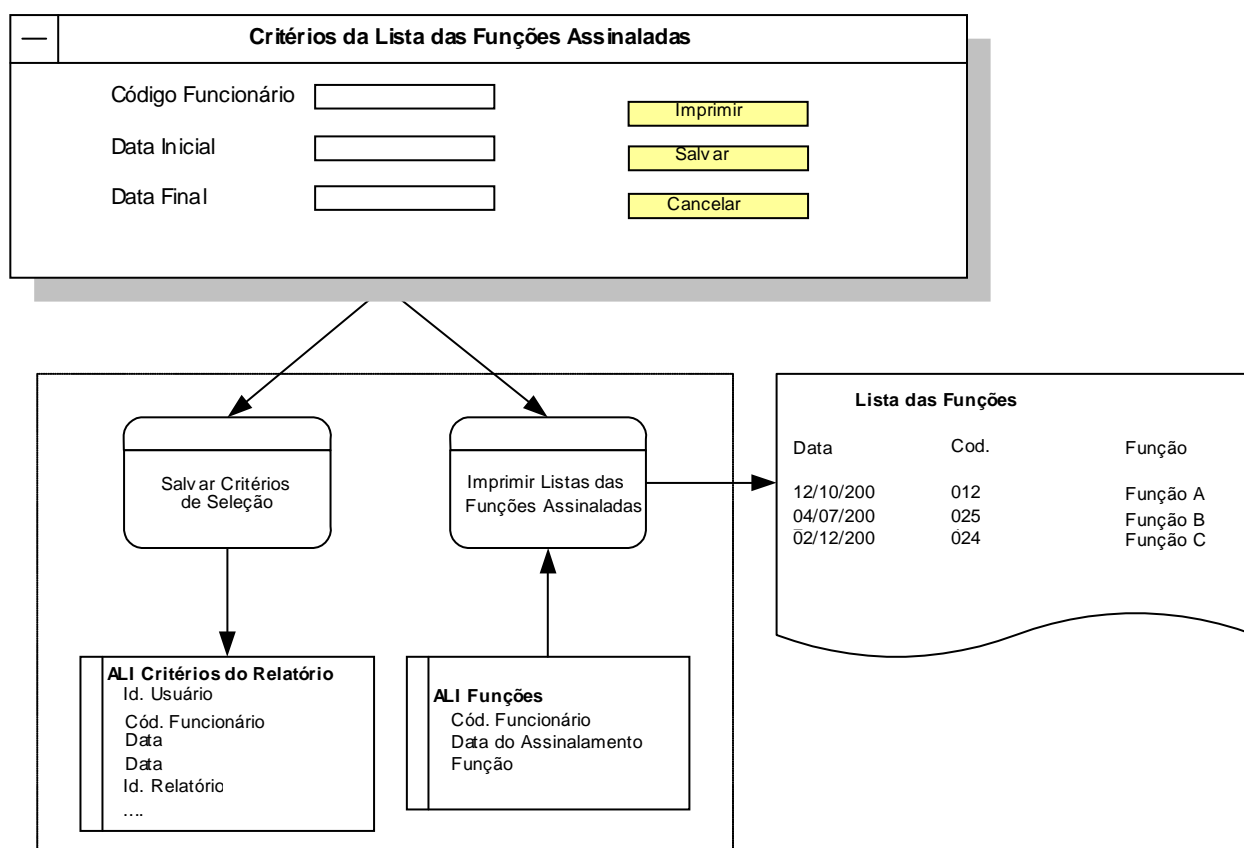 Critérios da Lista das Funções Assinaladas
Código Funcionário
Imprimir
Data Inicial
Salvar
Data Final
Cancelar
Salvar Critérios
de Seleção
Imprimir Listas das
Funções Assinaladas
Lista das Funções
Data Cod. Função
12/10/200 012 Função A
04/07/200 025 Função B
02/12/200 024 Função C
ALI Critérios do Relatório
Id. Usuário
Cód. Funcionário
Data
Data
Id. Relatório
....
ALI Funções
Cód. Funcionário
Data do Assinalamento
Função